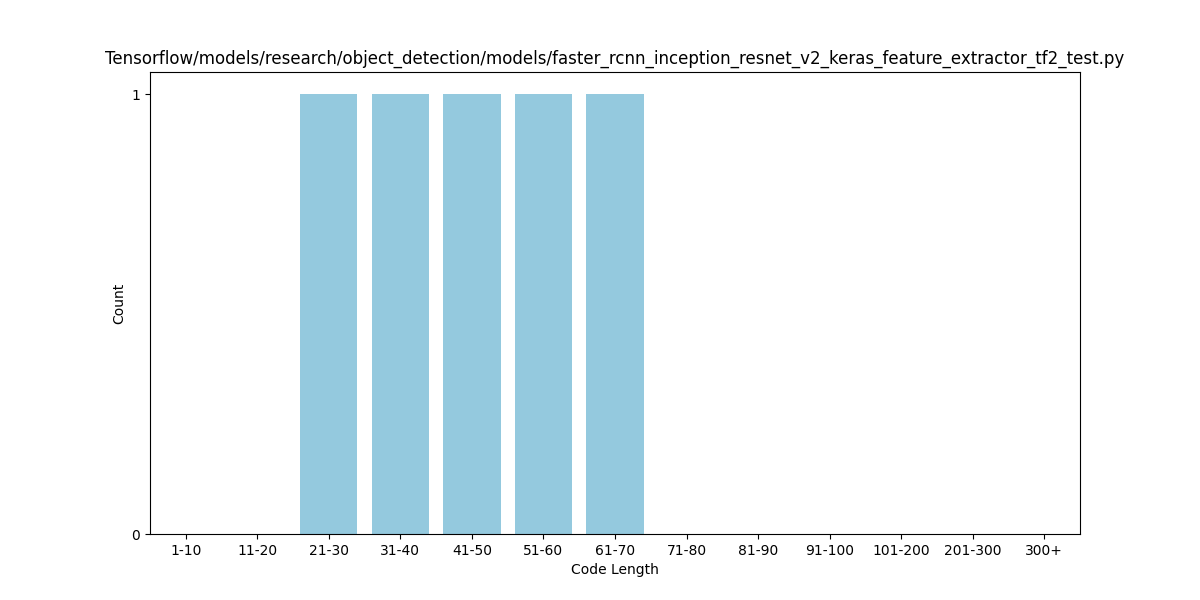 Tensorflow/models/research/object_detection/models/faster_rcnn_inception_resnet_v2_keras_feature_extractor_tf2_test.py
1
Count
0
1-10 11-20 21-30 31-40 41-50 51-60 61-70 71-80 81-90 91-100 101-200 201-300 300+
Code Length